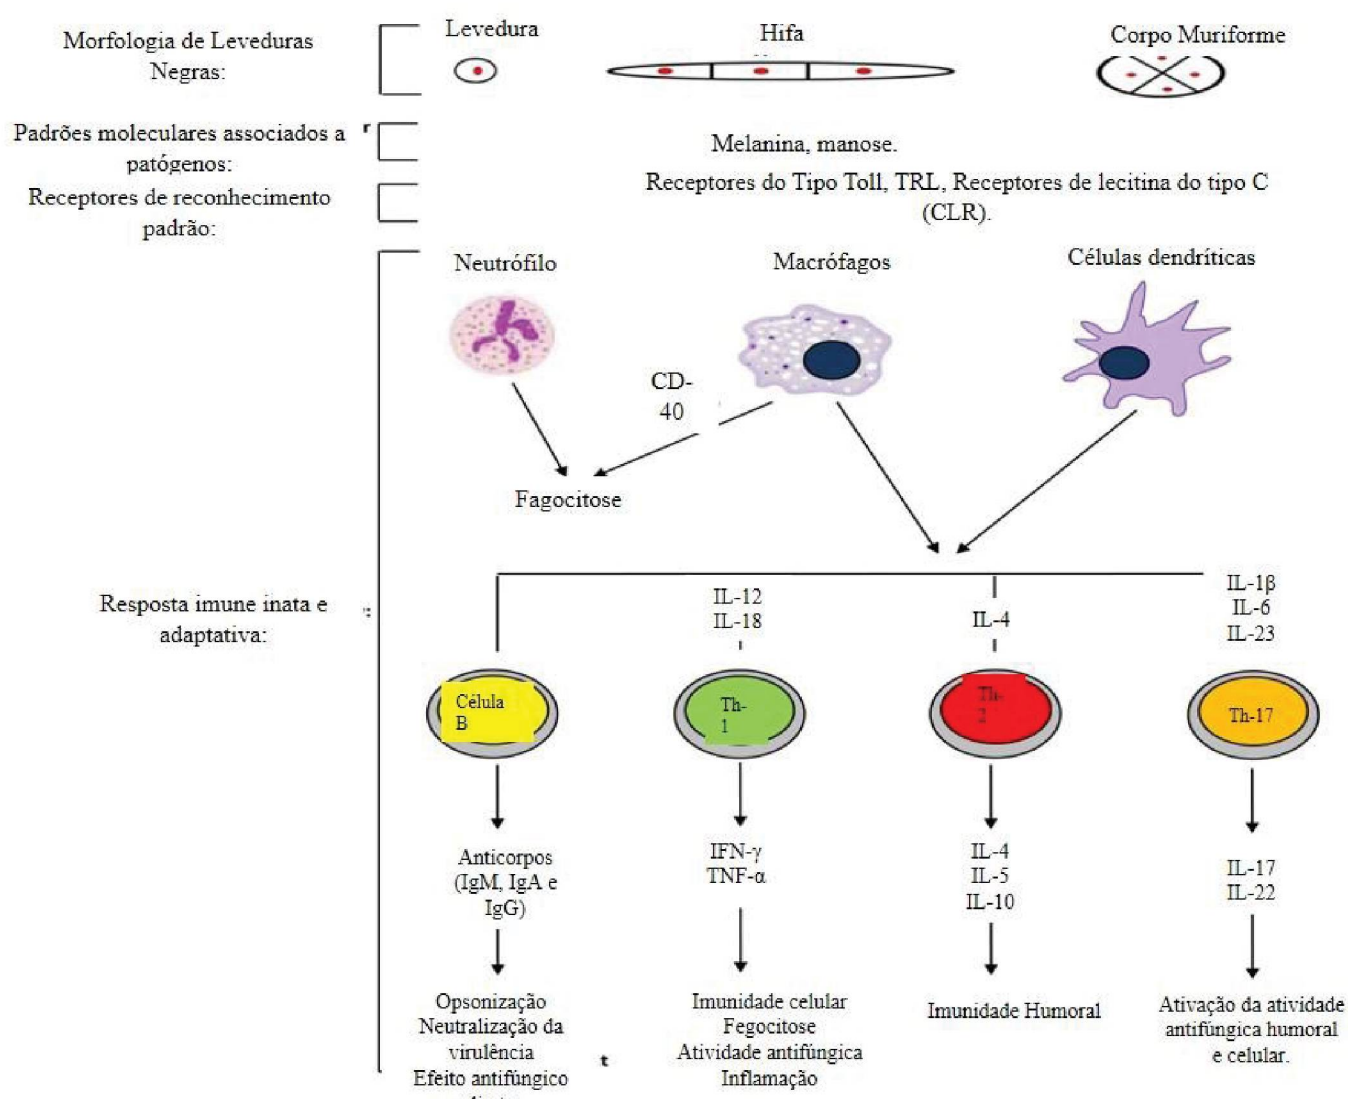 Morfologia de Leveduras
Negras:
Levedura
Hifa
Corpo Muriforme
Padrões moleculares associados a
patógenos:
Melanina, manose.
Receptores de reconhecimento
padrão:
Receptores do Tipo Toll, TRL, Receptores de lecitina do tipo C
(CLR).
Neutrófilo
Macrófagos
Células dendríticas
CD-
40
Fagocitose
Resposta imune inata e
adaptativa:
IL-12
IL-18
IL-4
IL-1β
IL-6
IL-23
Célula
B
Th-
1
Th-
2
Th-17
Anticorpos
(IgM, IgA e
IgG)
IFN-γ
TNF-α
IL-4
IL-5
IL-10
IL-17
IL-22
Opsonização
Neutralização da
virulência
Efeito antifúngico
t
Imunidade celular
Fegocitose
Atividade antifúngica
Inflamação
Imunidade Humoral
Ativação da atividade
antifúngica humoral
e celular.